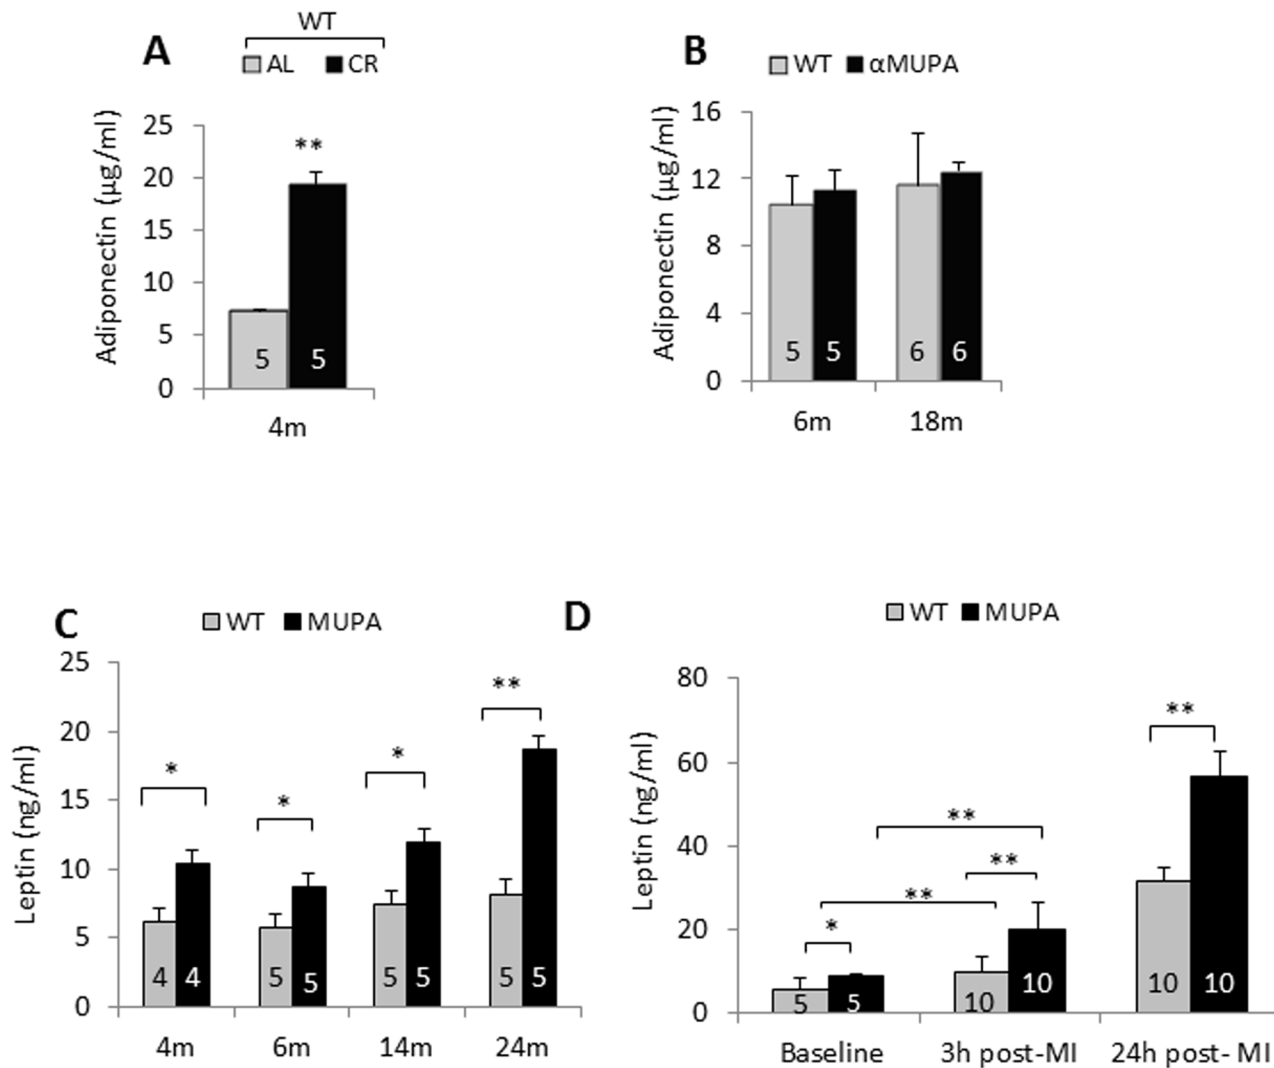 A
WT
AL CR
Adiponectin (µg/ml)
25
20
15
10
5
0
**
5 5
4m
B
WT αMUPA
Adiponectin (µg/ml)
16
12
8
4
0
5 5 6 6
6m 18m
C
WT MUPA
Leptin (ng/ml)
25
20
15
10
5
0
* * * **
4 4 5 5 5 5 5 5
4m 6m 14m 24m
D
WT MUPA
Leptin (ng/ml)
80
60
40
20
0
**
**
**
**
*
5 5 10 10 10 10
Baseline 3h post-MI 24h post- MI